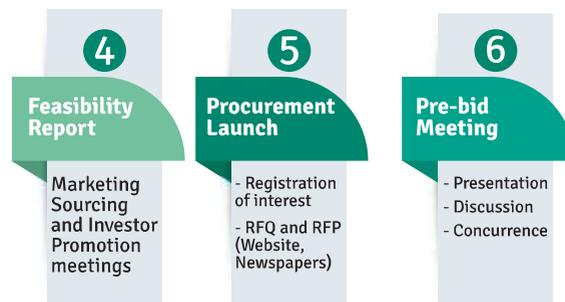 4
Feasibility
Report
Marketing
Sourcing
and Investor
Promotion
meetings
5
Procurement
Launch
- Registration
of interest
- RFQ and RFP
(Website,
Newspapers)
6
Pre-bid
Meeting
- Presentation
- Discussion
- Concurrence